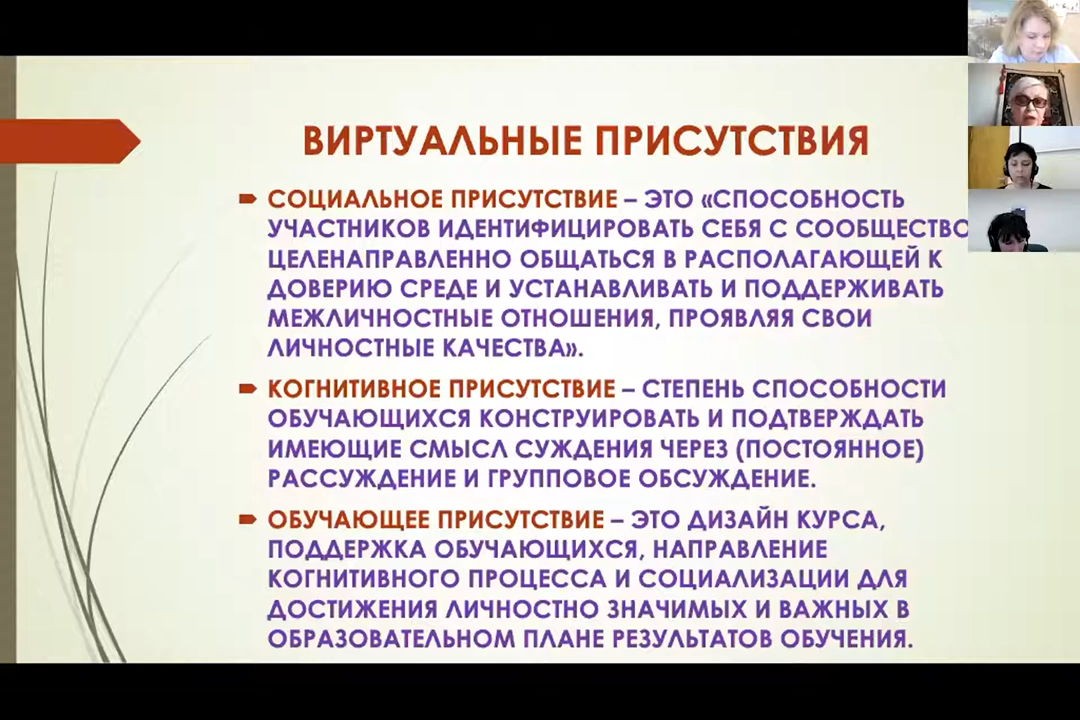 ВИРТУАЛЬНЫЕ ПРИСУТСТВИЯ
СОЦИАЛЬНОЕ ПРИСУТСТВИЕ – ЭТО «СПОСОБНОСТЬ
УЧАСТНИКОВ ИДЕНТИФИЦИРОВАТЬ СЕБЯ С СООБЩЕСТВО
ЦЕЛЕНАПРАВЛЕННО ОБЩАТЬСЯ В РАСПОЛАГАЮЩЕЙ К
ДОВЕРИЮ СРЕДЕ И УСТАНАВЛИВАТЬ И ПОДДЕРЖИВАТЬ
МЕЖЛИЧНОСТНЫЕ ОТНОШЕНИЯ, ПРОЯВЛЯЯ СВОИ
ЛИЧНОСТНЫЕ КАЧЕСТВА».
КОГНИТИВНОЕ ПРИСУТСТВИЕ – СТЕПЕНЬ СПОСОБНОСТИ
ОБУЧАЮЩИХСЯ КОНСТРУИРОВАТЬ И ПОДТВЕРЖДАТЬ
ИМЕЮЩИЕ СМЫСЛ СУЖДЕНИЯ ЧЕРЕЗ (ПОСТОЯННОЕ)
РАССУЖДЕНИЕ И ГРУППОВОЕ ОБСУЖДЕНИЕ.
ОБУЧАЮЩЕЕ ПРИСУТСТВИЕ – ЭТО ДИЗАЙН КУРСА,
ПОДДЕРЖКА ОБУЧАЮЩИХСЯ, НАПРАВЛЕНИЕ
КОГНИТИВНОГО ПРОЦЕССА И СОЦИАЛИЗАЦИИ ДЛЯ
ДОСТИЖЕНИЯ ЛИЧНОСТНО ЗНАЧИМЫХ И ВАЖНЫХ В
ОБРАЗОВАТЕЛЬНОМ ПЛАНЕ РЕЗУЛЬТАТОВ ОБУЧЕНИЯ.